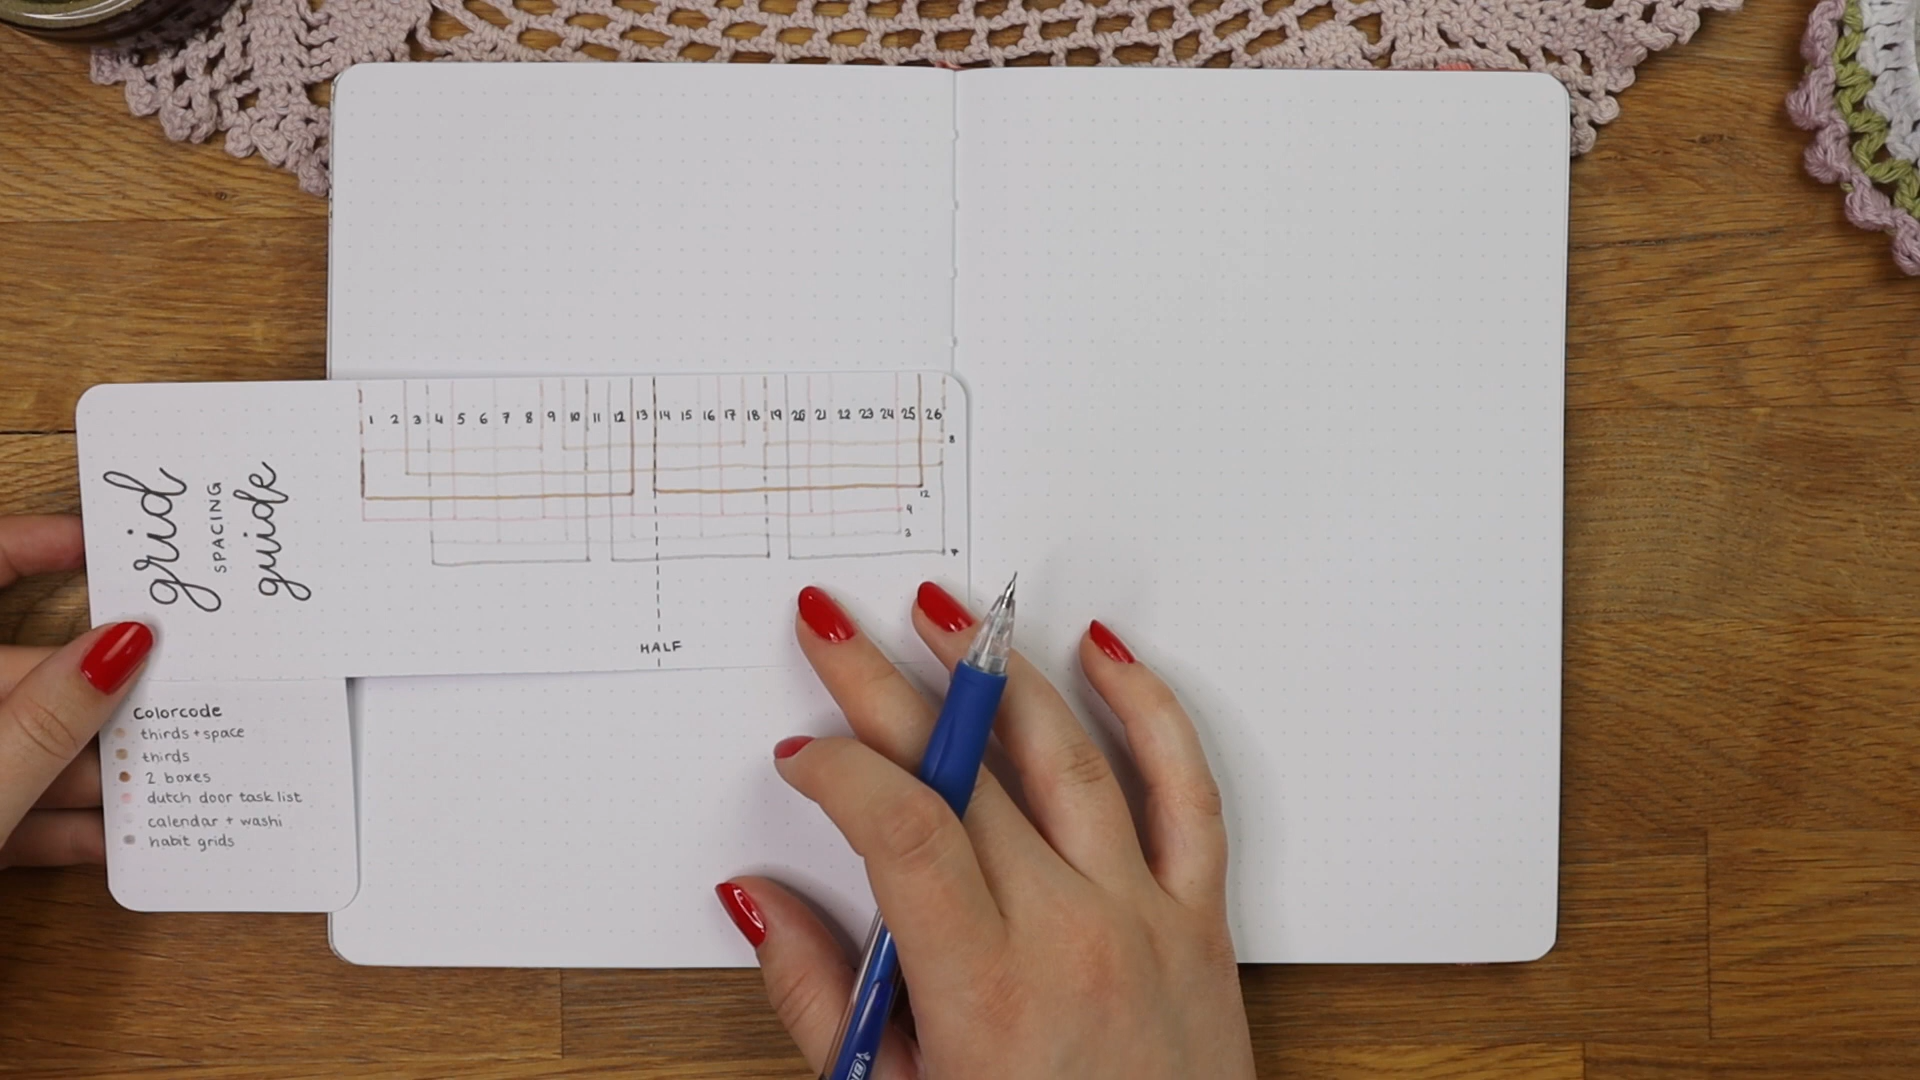 grid
SPACING
guide
1 2 3 4 5 6 7 8 9 10 11 12 13 14 15 16 17 18 19 20 21 22 23 24 25 26
8
12
4
3
7
HALF
Colorcode
thirds + space
thirds
2 boxes
dutch door task list
calendar + washi
habit grids